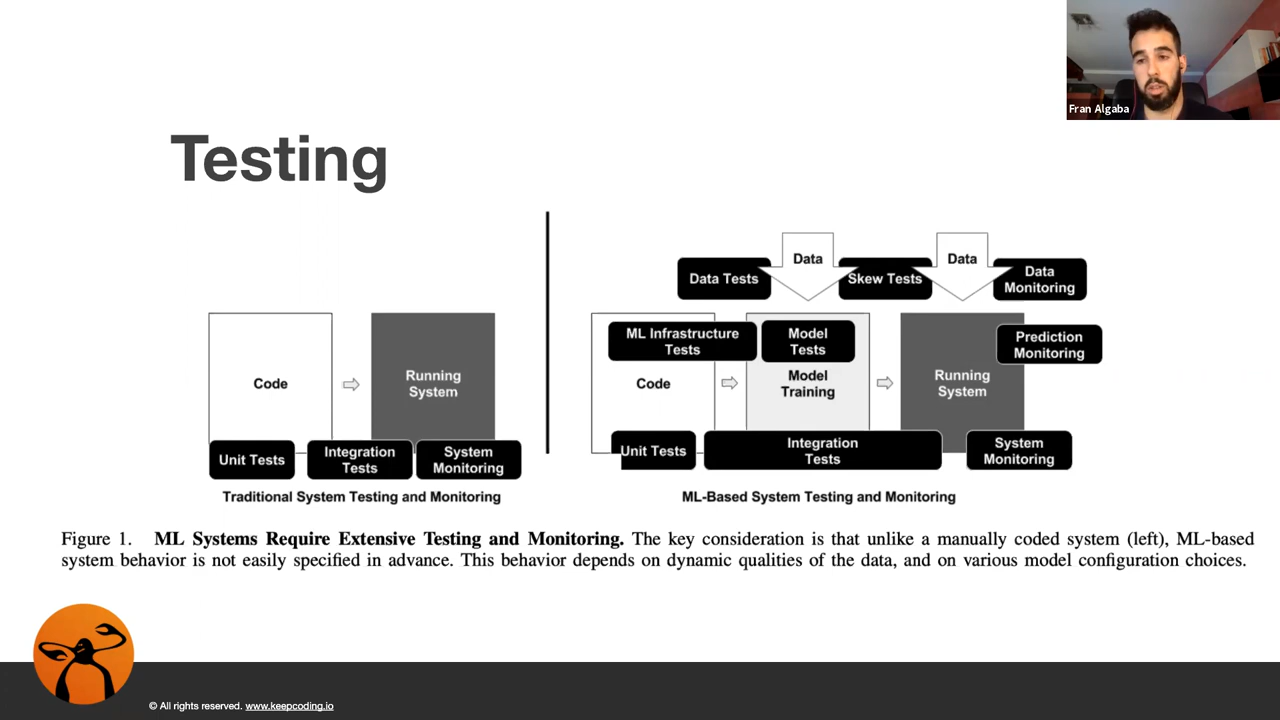 Fran Algaba
Testing
Code
Running
System
Unit Tests
Integration
Tests
System
Monitoring
Traditional System Testing and Monitoring
Data
Data
Data Tests
Skew Tests
Data
Monitoring
ML Infrastructure
Tests
Model
Tests
Prediction
Monitoring
Code
Model
Training
Running
System
Unit Tests
Integration
Tests
System
Monitoring
ML-Based System Testing and Monitoring
Figure 1. ML Systems Require Extensive Testing and Monitoring. The key consideration is that unlike a manually coded system (left), ML-based
system behavior is not easily specified in advance. This behavior depends on dynamic qualities of the data, and on various model configuration choices.
© All rights reserved. www.keepcoding.io